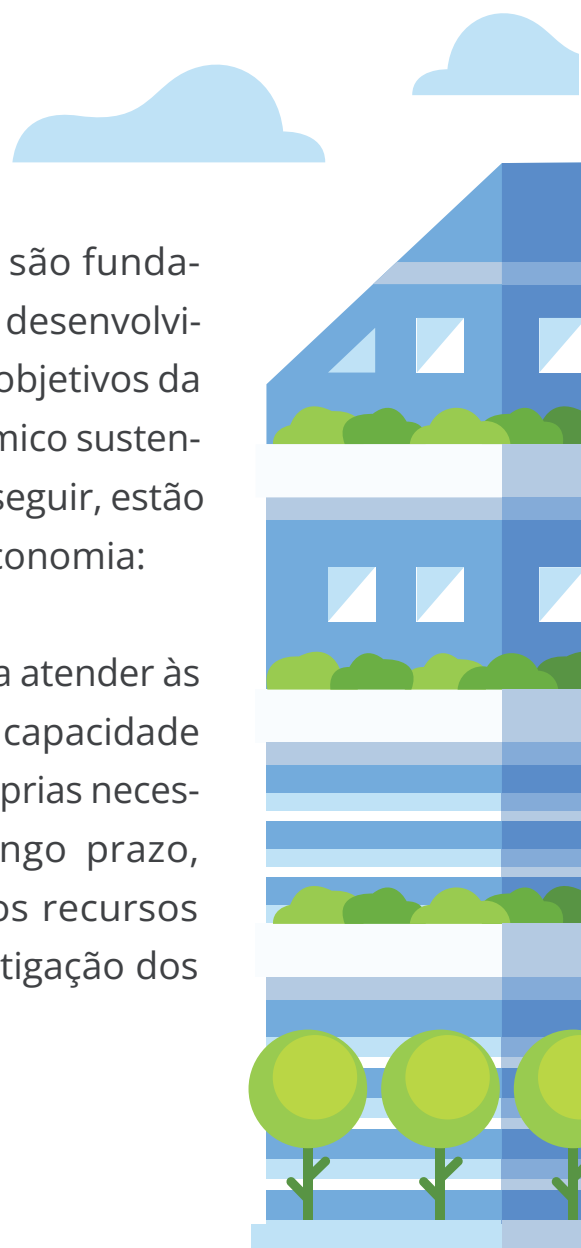 são funda-
desenvolvi-
objetivos da
mico susten-
seguir, estão
conomia:
a atender às
capacidade
prias neces-
ngo prazo,
os recursos
tigação dos